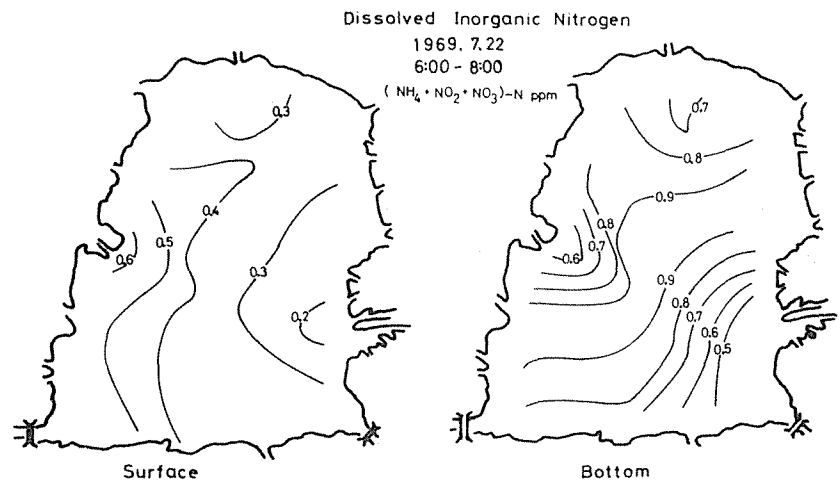 Dissolved Inorganic Nitrogen
1969. 7. 22
6:00 - 8:00
( NH4 + NO2 + NO3 )-N ppm
0.3
0.4
0.5
0.6
0.3
0.2
Surface
0.7
0.8
0.9
0.8
0.7
0.6
0.9
0.8
0.7
0.6
0.5
Bottom